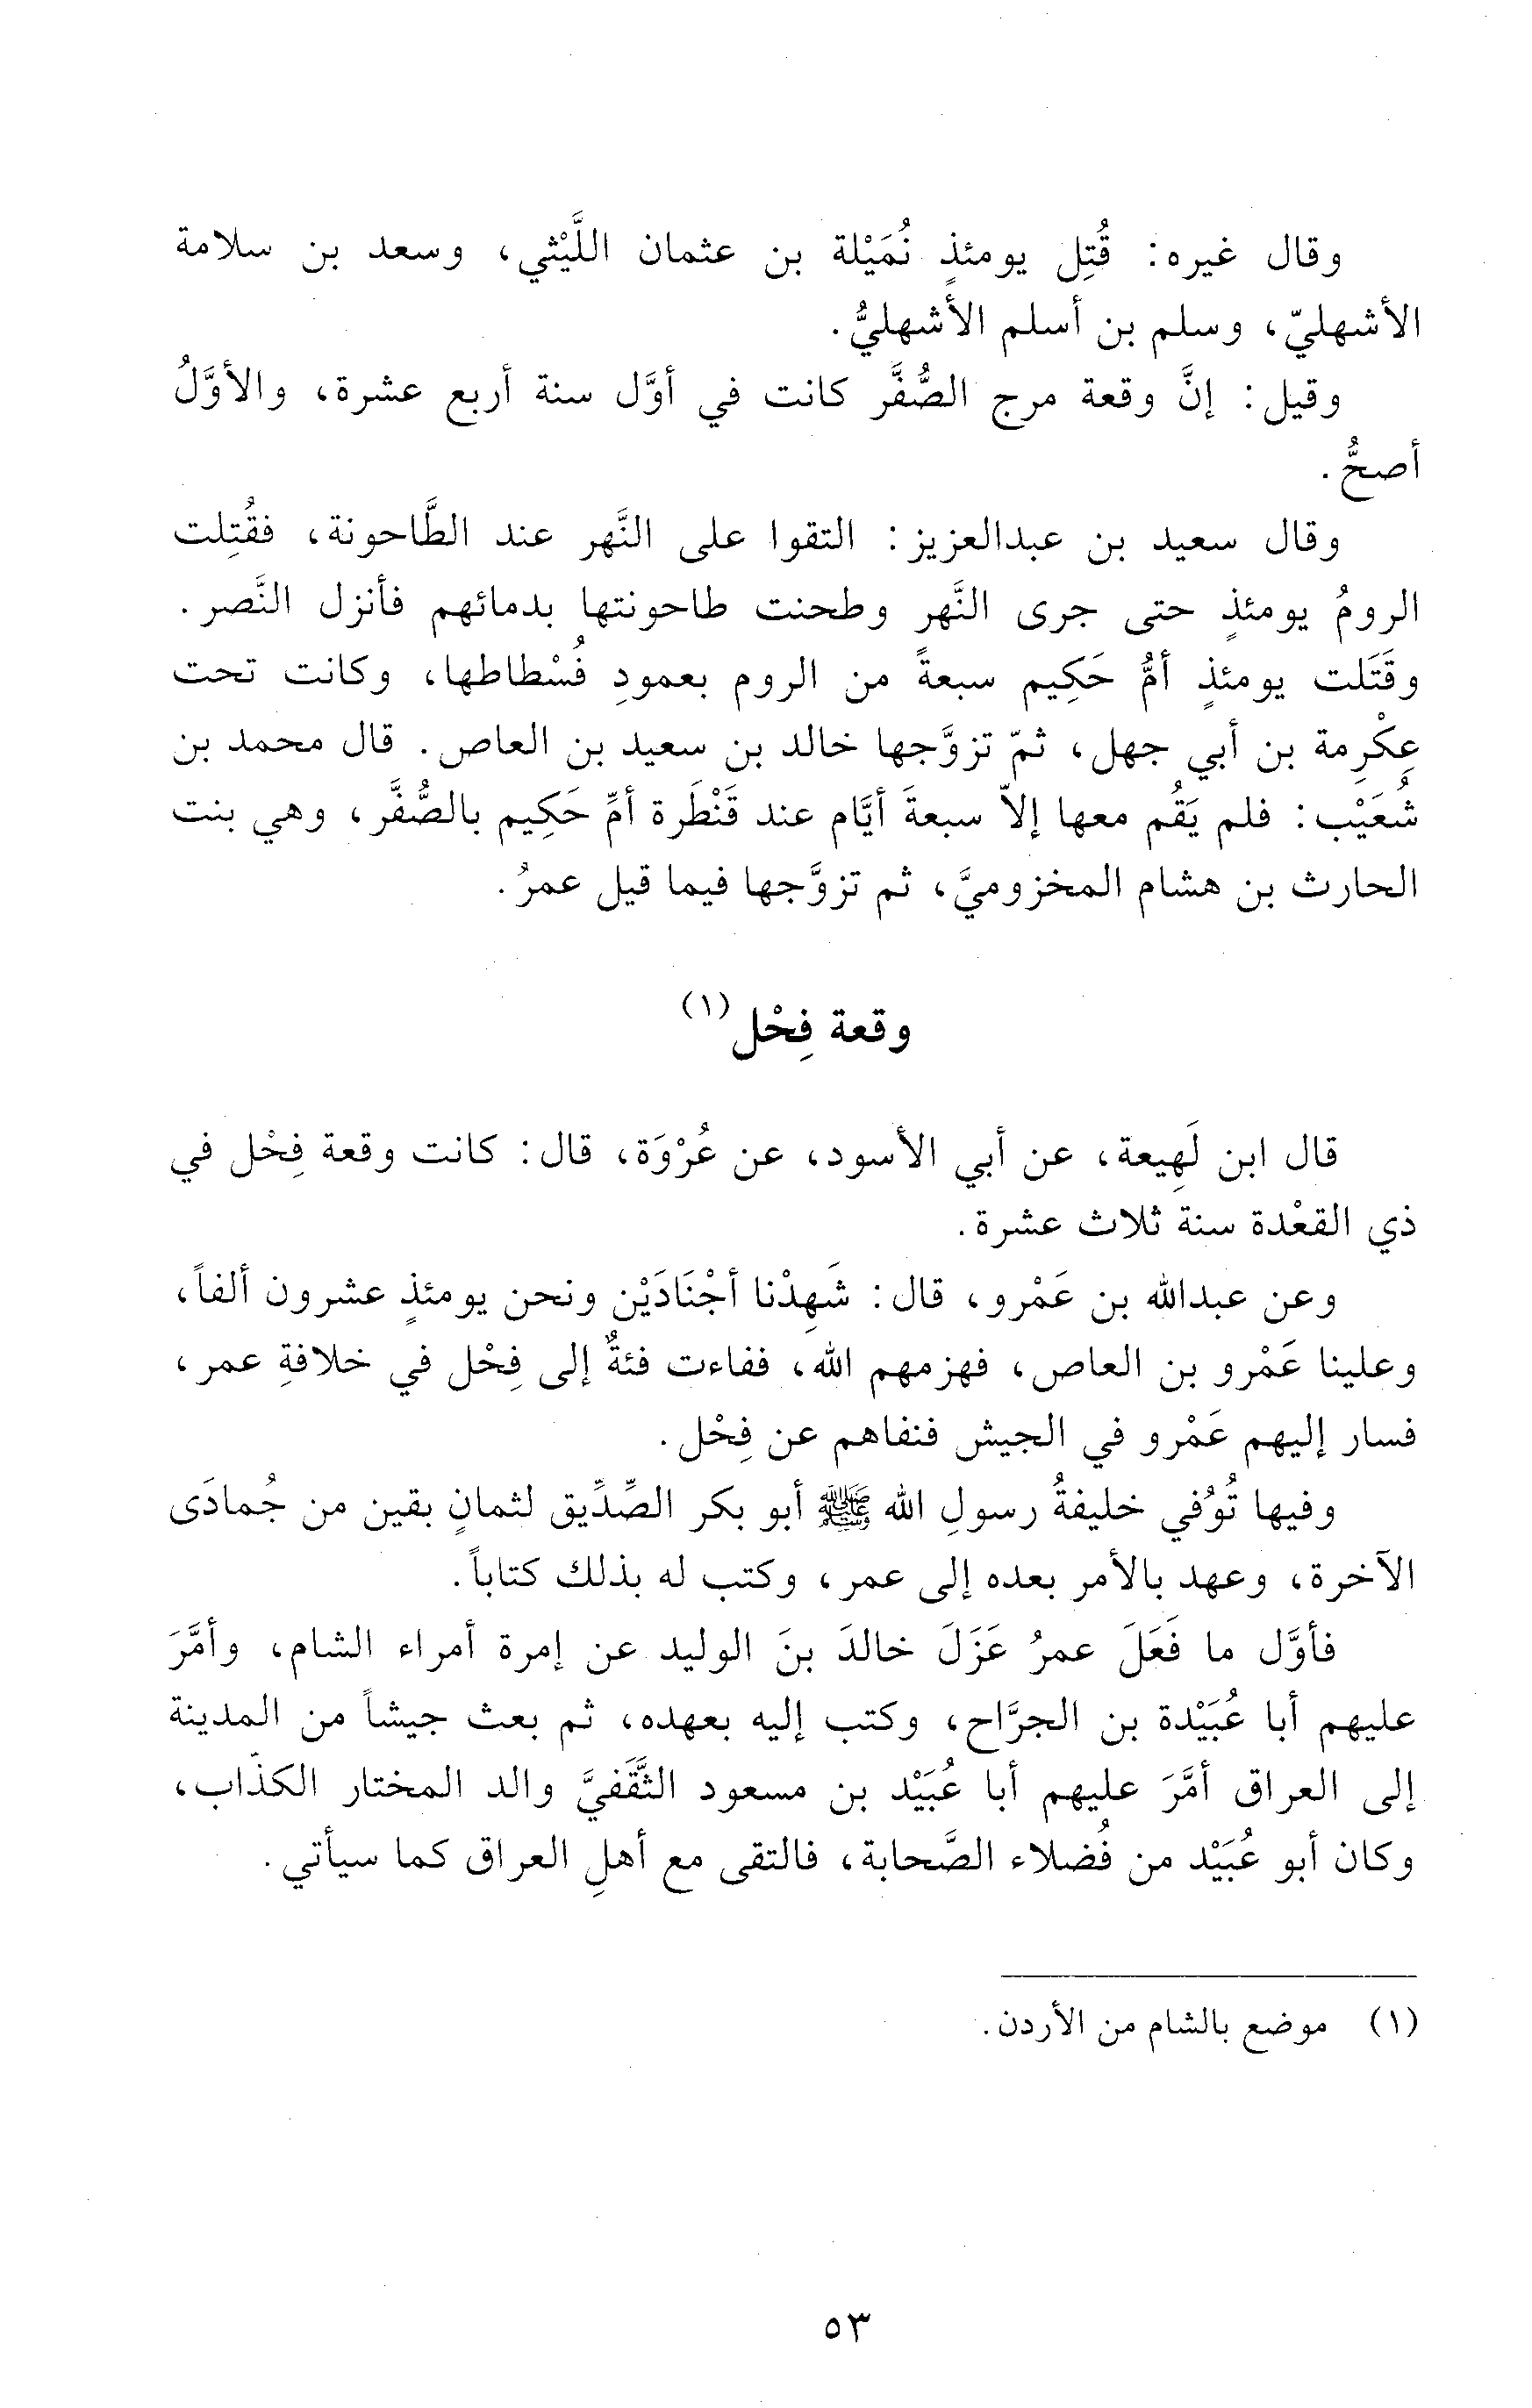 وقال غيره: قُتِل يومئذٍ نُمَيْلة بن عثمان اللَّيْثي، وسعد بن سلامة
الأشهليّ، وسلم بن أسلم الأشهليُّ.
وقيل: إنَّ وقعة مرج الصُّفَّر كانت في أوَّل سنة أربع عشرة، والأوَّلُ
أصحُّ.
وقال سعيد بن عبدالعزيز: التقوا على النَّهر عند الطَّاحونة، فقُتِلت
الرومُ يومئذٍ حتى جرى النَّهر وطحنت طاحونتها بدمائهم فأنزل النَّصر.
وقَتَلت يومئذٍ أمُّ حَكِيم سبعةً من الروم بعمودِ فُسْطاطها، وكانت تحت
عِكْرِمة بن أبي جهل، ثمّ تزوَّجها خالد بن سعيد بن العاص. قال محمد بن
شُعَيْب: فلم يَقُم معها إلاّ سبعةَ أيَّام عند قَنْطَرة أمِّ حَكِيم بالصُّفَّر، وهي بنت
الحارث بن هشام المخزوميَّ، ثم تزوَّجها فيما قيل عمرُ.
وقعة فِحْل(١)
قال ابن لَهِيعة، عن أبي الأسود، عن عُرْوَة، قال: كانت وقعة فِحْل في
ذي القعْدة سنة ثلاث عشرة.
وعن عبدالله بن عَمْرو، قال: شَهِدْنا أجْنَادَيْن ونحن يومئذٍ عشرون ألفاً،
وعلينا عَمْرو بن العاص، فهزمهم الله، ففاءت فئةٌ إلى فِحْل في خلافةِ عمر،
فسار إليهم عَمْرو في الجيش فنفاهم عن فِحْل.
وفيها تُوُفي خليفةُ رسولِ الله ﷺ أبو بكر الصِّدِّيق لثمانٍ بقين من جُمادَى
الآخرة، وعهد بالأمر بعده إلى عمر، وكتب له بذلك كتاباً.
فأوَّل ما فَعَلَ عمرُ عَزَلَ خالدَ بنَ الوليد عن إمرة أمراء الشام، وأمَّرَ
عليهم أبا عُبَيْدة بن الجرَّاح، وكتب إليه بعهده، ثم بعث جيشاً من المدينة
إلى العراق أمَّرَ عليهم أبا عُبَيْد بن مسعود الثَّقَفيَّ والد المختار الكذّاب،
وكان أبو عُبَيْد من فُضلاء الصَّحابة، فالتقى مع أهلِ العراق كما سيأتي.
(١) موضع بالشام من الأردن.
٥٣